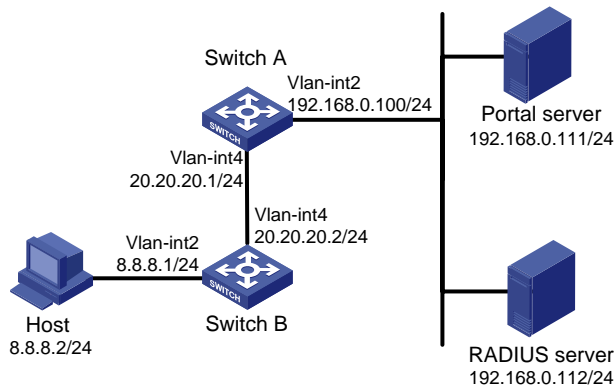 Switch A
Vlan-int2
192.168.0.100/24
SWITCH
Portal server
192.168.0.111/24
Vlan-int4
20.20.20.1/24
Vlan-int4
20.20.20.2/24
Vlan-int2
8.8.8.1/24
SWITCH
Host
8.8.8.2/24
Switch B
RADIUS server
192.168.0.112/24